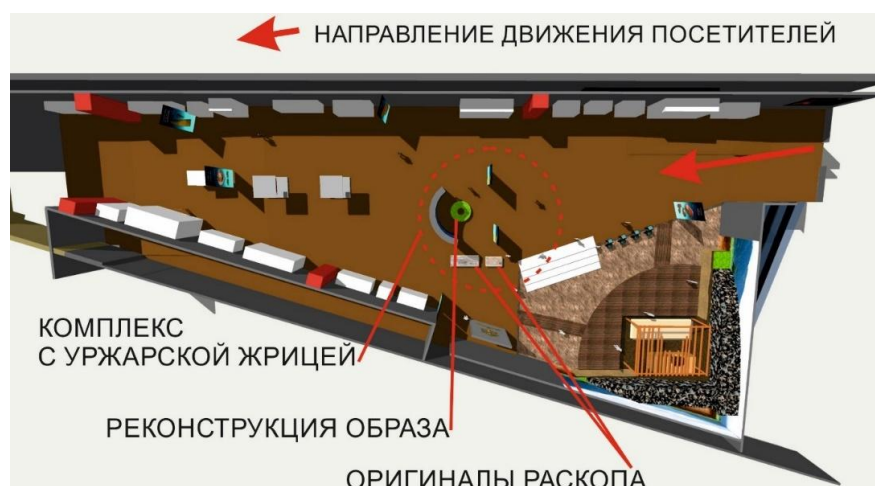 НАПРАВЛЕНИЕ ДВИЖЕНИЯ ПОСЕТИТЕЛЕЙ
КОМПЛЕКС
С УРЖАРСКОЙ ЖРИЦЕЙ
РЕКОНСТРУКЦИЯ ОБРАЗА
ОРИГИНАЛЫ РАСКОПА